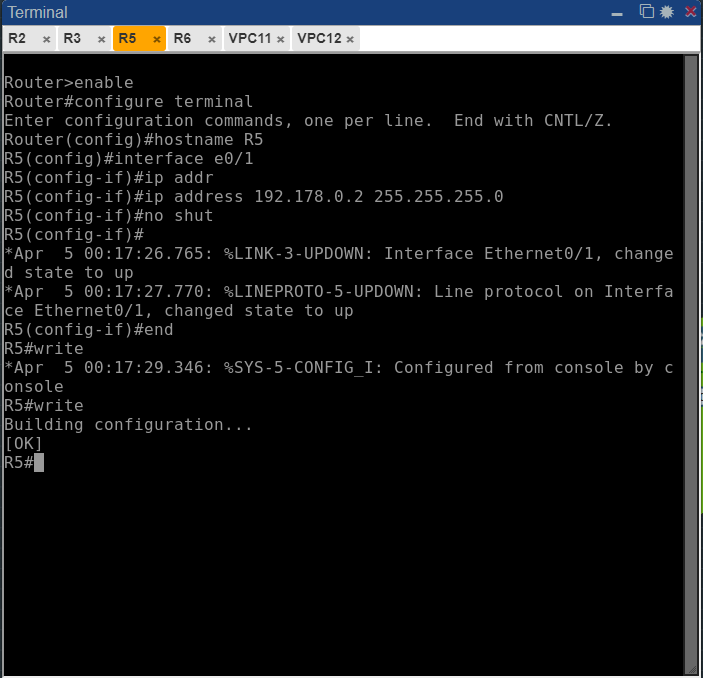 Terminal
R2 R3 R5 R6 VPC11 VPC12
Router>enable
Router#configure terminal
Enter configuration commands, one per line.  End with CNTL/Z.
Router(config)#hostname R5
R5(config)#interface e0/1
R5(config-if)#ip addr
R5(config-if)#ip address 192.178.0.2 255.255.255.0
R5(config-if)#no shut
R5(config-if)#
*Apr  5 00:17:26.765: %LINK-3-UPDOWN: Interface Ethernet0/1, change
d state to up
*Apr  5 00:17:27.770: %LINEPROTO-5-UPDOWN: Line protocol on Interfa
ce Ethernet0/1, changed state to up
R5(config-if)#end
R5#write
*Apr  5 00:17:29.346: %SYS-5-CONFIG_I: Configured from console by c
onsole
R5#write
Building configuration...
[OK]
R5#